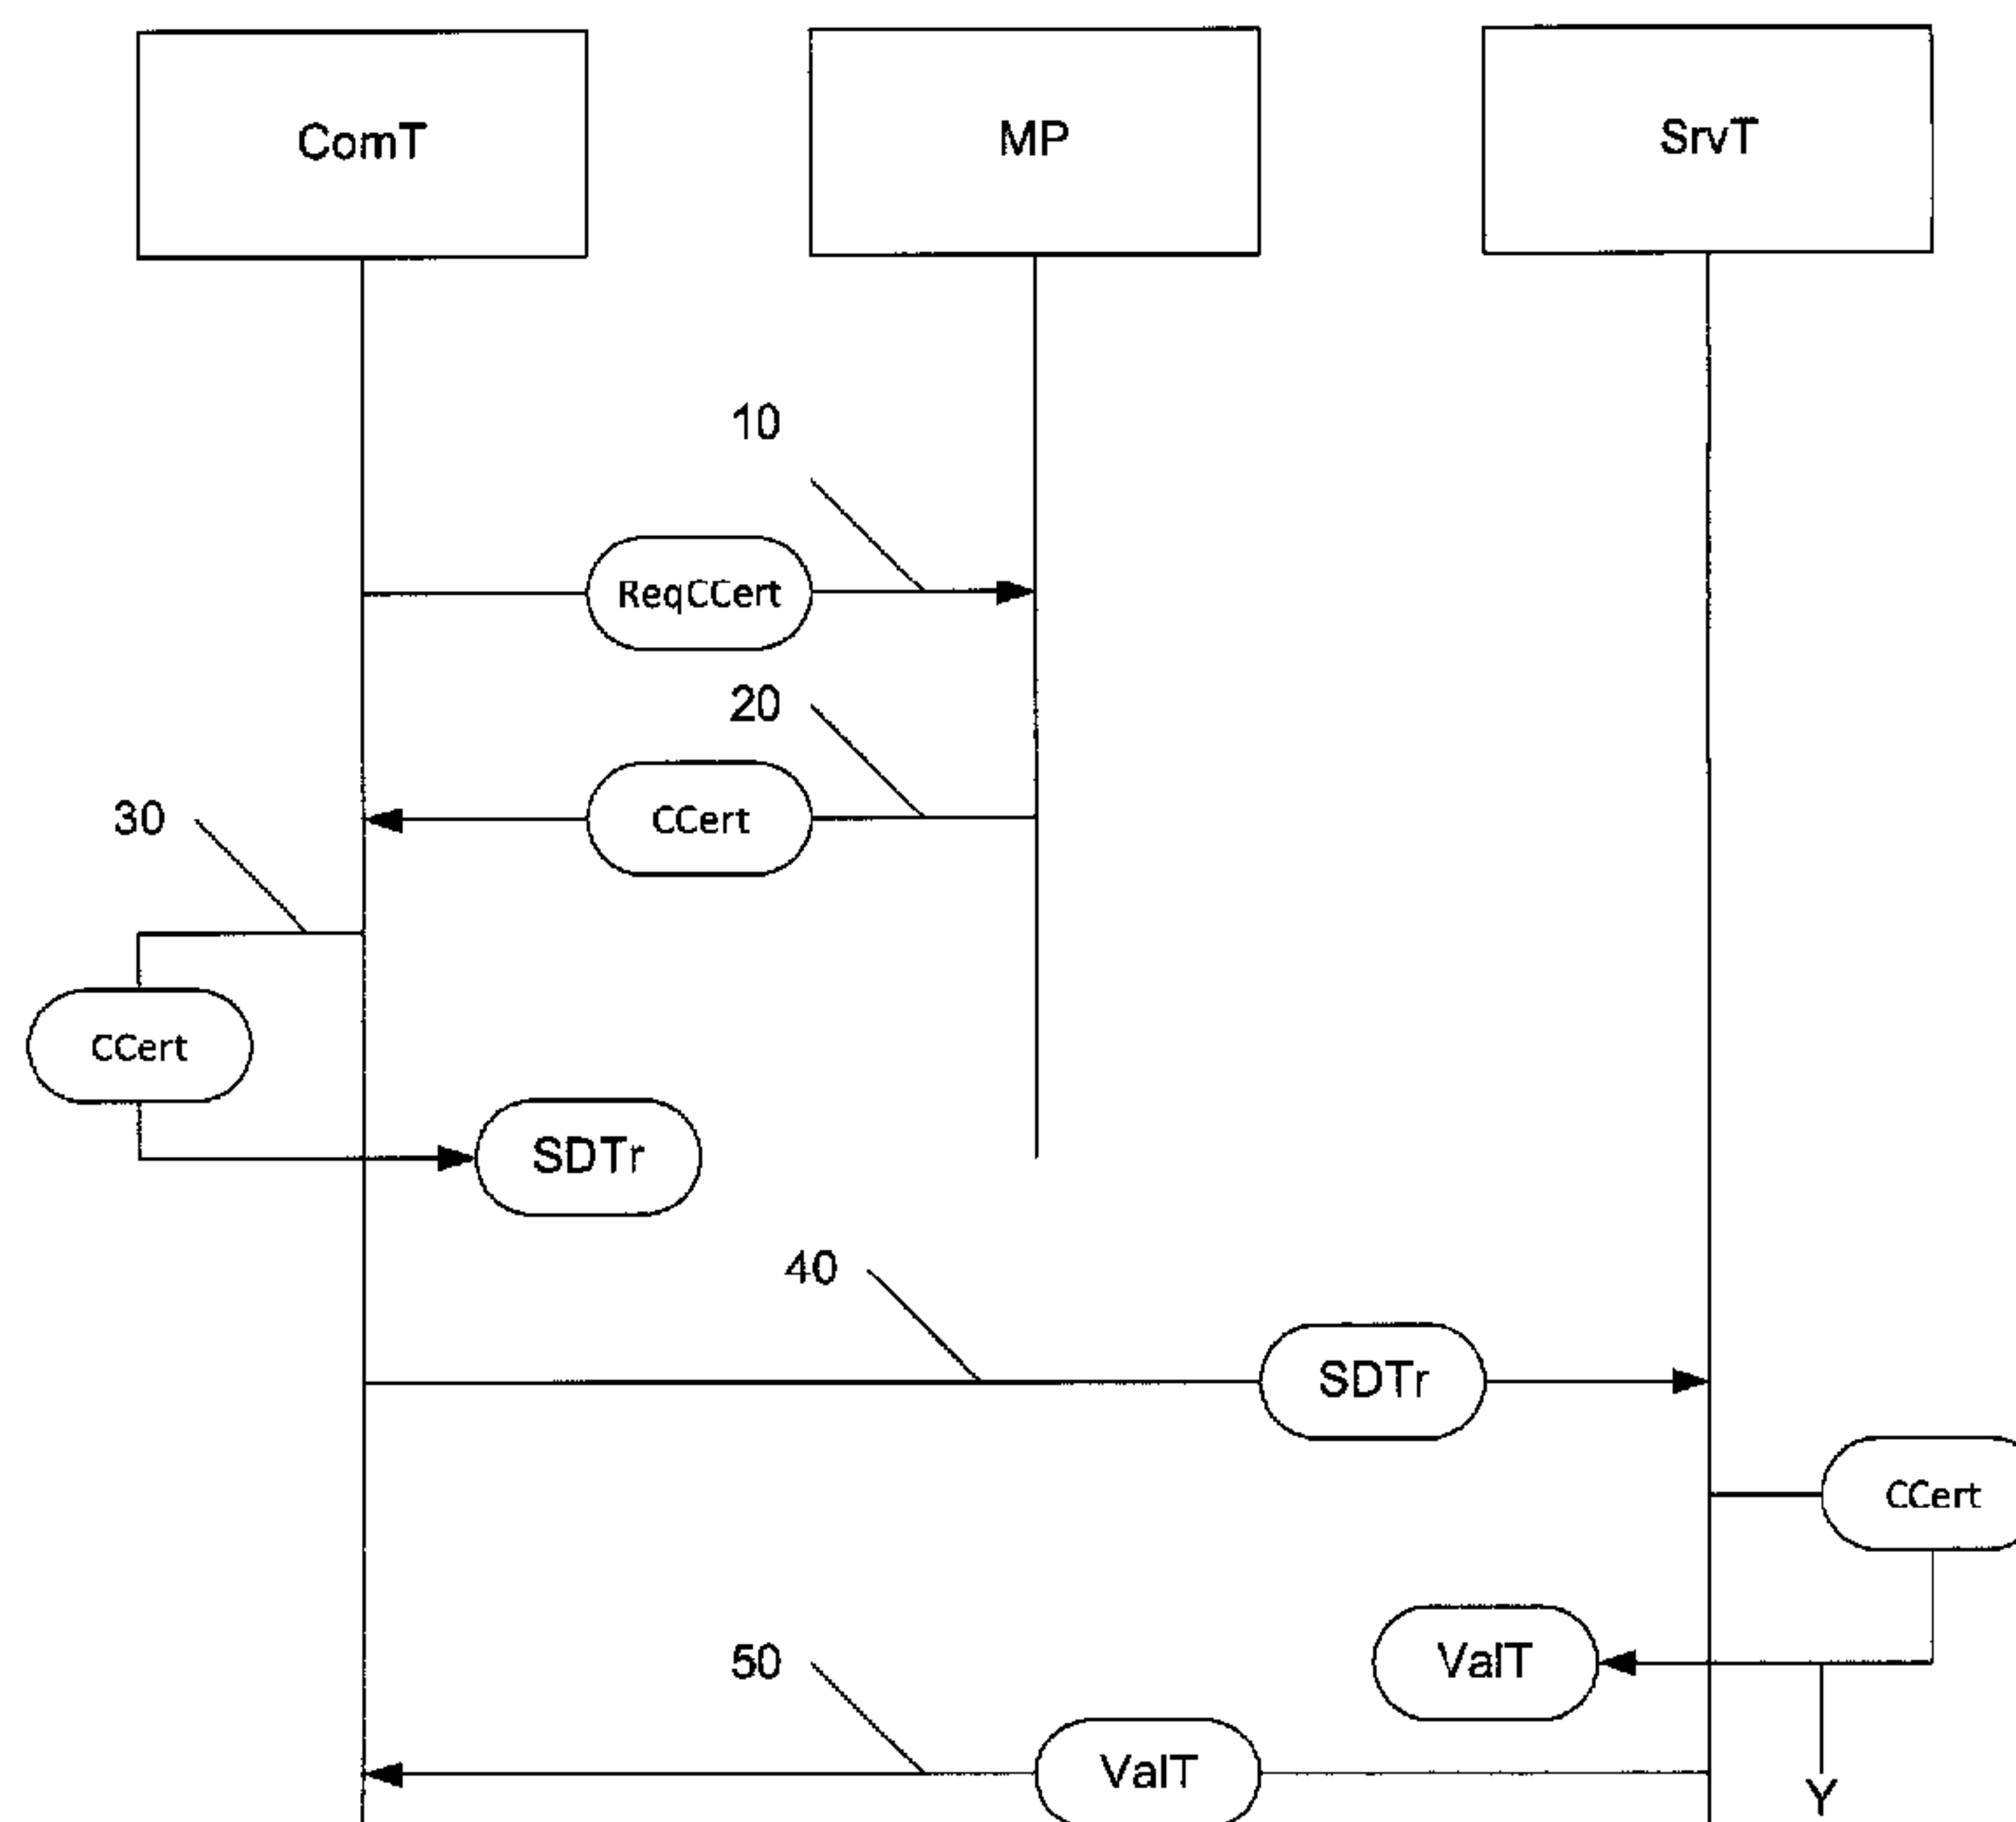 ComT
MP
SrvT
10
ReqCCert
20
CCert
30
CCert
SDTr
40
SDTr
CCert
ValT
50
ValT
Y